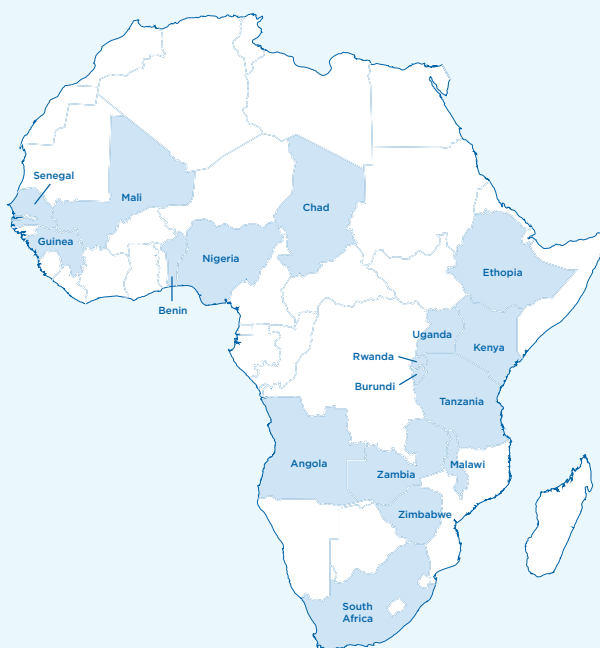 Senegal
Mali
Chad
Guinea
Nigeria
Ethopia
Benin
Uganda
Kenya
Rwanda
Burundi
Tanzania
Angola
Malawi
Zambia
Zimbabwe
South
Africa